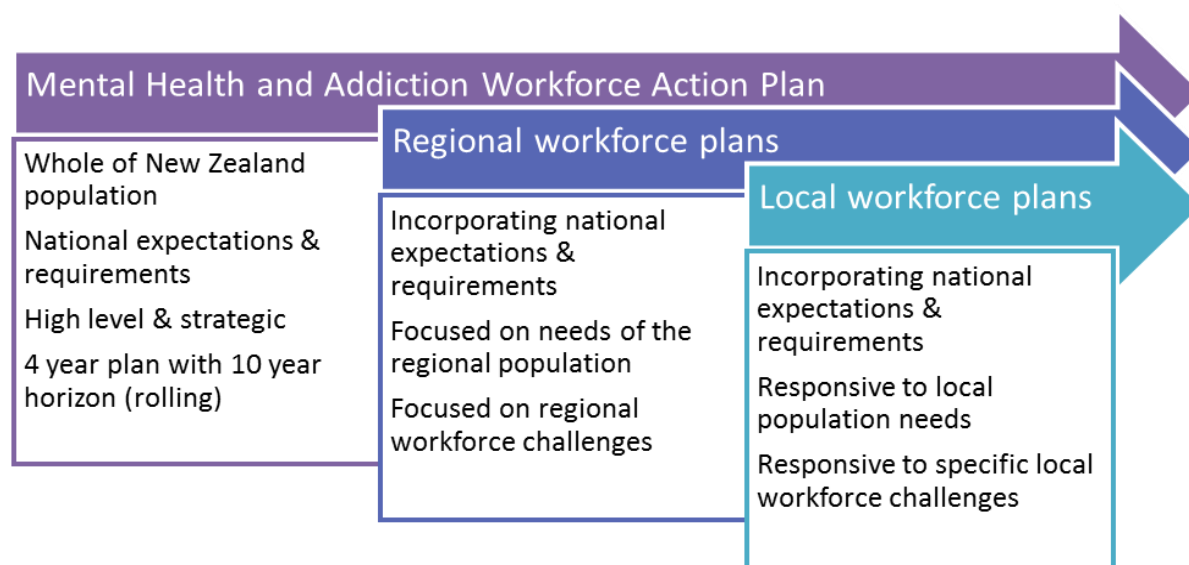 Mental Health and Addiction Workforce Action Plan
Whole of New Zealand
population
National expectations &
requirements
High level & strategic
4 year plan with 10 year
horizon (rolling)
Regional workforce plans
Incorporating national
expectations &
requirements
Focused on needs of the
regional population
Focused on regional
workforce challenges
Local workforce plans
Incorporating national
expectations &
requirements
Responsive to local
population needs
Responsive to specific local
workforce challenges